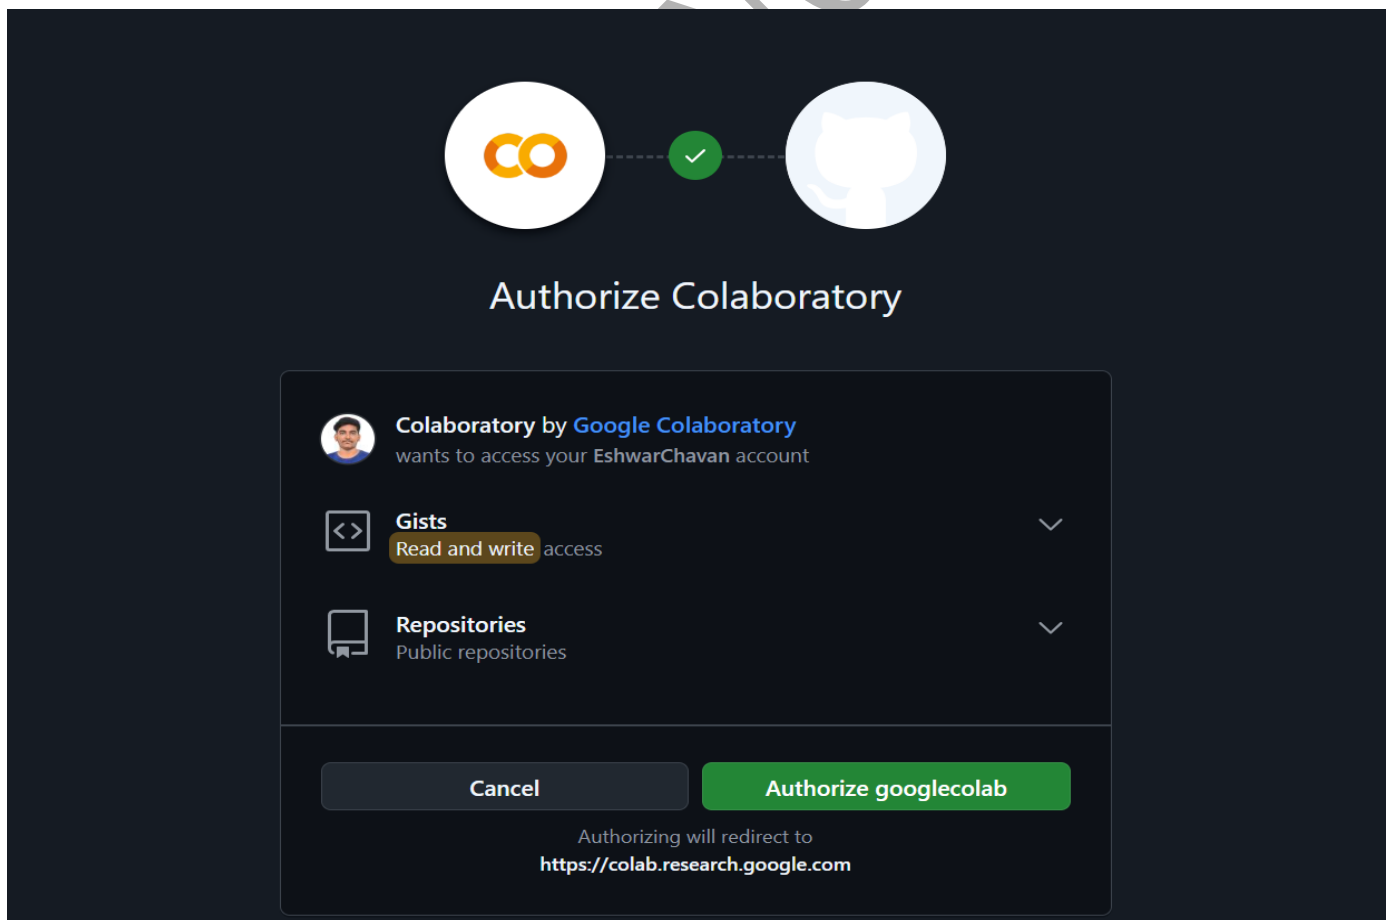 Authorize Colaboratory
Colaboratory by Google Colaboratory
wants to access your EshwarChavan account
Gists
Read and write access
Repositories
Public repositories
Cancel
Authorize googlecolab
Authorizing will redirect to
https://colab.research.google.com